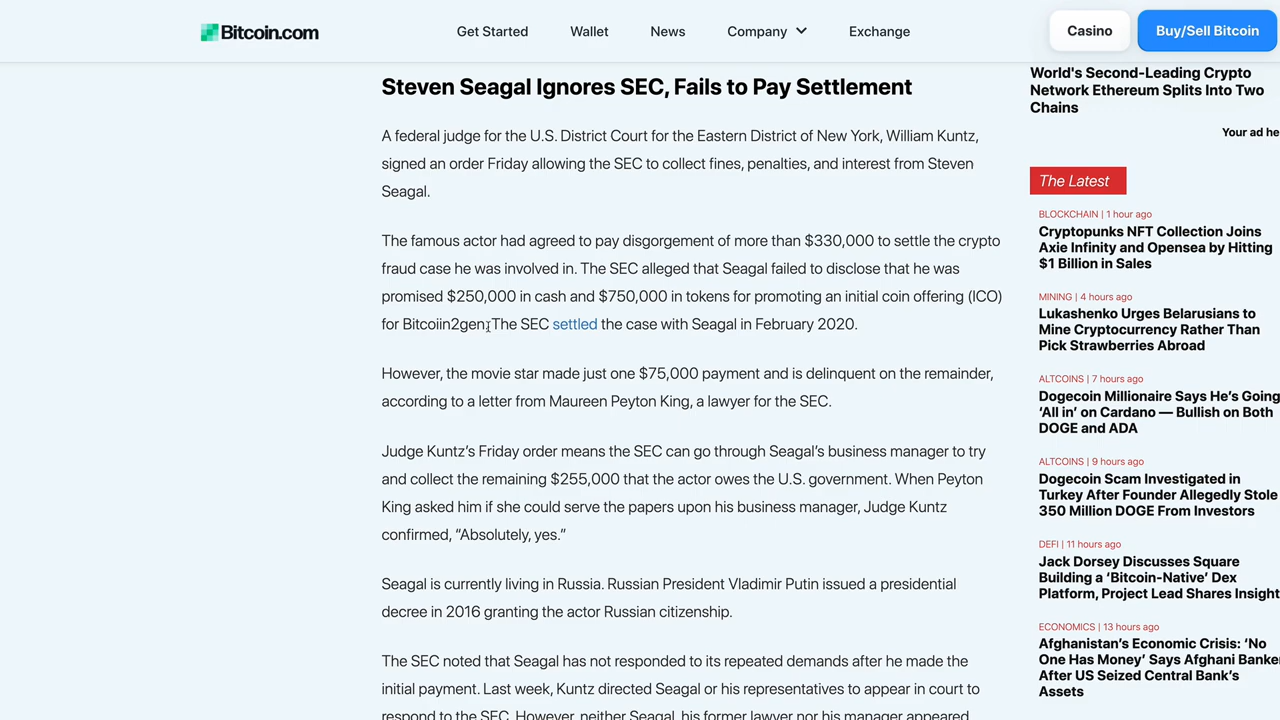 Bitcoin.com
Get Started
Wallet
News
Company
Exchange
Casino
Buy/Sell Bitcoin
Steven Seagal Ignores SEC, Fails to Pay Settlement
A federal judge for the U.S. District Court for the Eastern District of New York, William Kuntz,
signed an order Friday allowing the SEC to collect fines, penalties, and interest from Steven
Seagal.
The famous actor had agreed to pay disgorgement of more than $330,000 to settle the crypto
fraud case he was involved in. The SEC alleged that Seagal failed to disclose that he was
promised $250,000 in cash and $750,000 in tokens for promoting an initial coin offering (ICO)
for Bitcoiin2gen. The SEC settled the case with Seagal in February 2020.
However, the movie star made just one $75,000 payment and is delinquent on the remainder,
according to a letter from Maureen Peyton King, a lawyer for the SEC.
Judge Kuntz's Friday order means the SEC can go through Seagal's business manager to try
and collect the remaining $255,000 that the actor owes the U.S. government. When Peyton
King asked him if she could serve the papers upon his business manager, Judge Kuntz
confirmed, “Absolutely, yes.”
Seagal is currently living in Russia. Russian President Vladimir Putin issued a presidential
decree in 2016 granting the actor Russian citizenship.
The SEC noted that Seagal has not responded to its repeated demands after he made the
initial payment. Last week, Kuntz directed Seagal or his representatives to appear in court to
respond to the SEC. However, neither Seagal, his former lawyer nor his manager appeared
World's Second-Leading Crypto
Network Ethereum Splits Into Two
Chains
Your ad he
The Latest
BLOCKCHAIN | 1 hour ago
Cryptopunks NFT Collection Joins
Axie Infinity and Opensea by Hitting
$1 Billion in Sales
MINING | 4 hours ago
Lukashenko Urges Belarusians to
Mine Cryptocurrency Rather Than
Pick Strawberries Abroad
ALTCOINS | 7 hours ago
Dogecoin Millionaire Says He's Going
‘All in’ on Cardano — Bullish on Both
DOGE and ADA
ALTCOINS | 9 hours ago
Dogecoin Scam Investigated in
Turkey After Founder Allegedly Stole
350 Million DOGE From Investors
DEFI | 11 hours ago
Jack Dorsey Discusses Square
Building a ‘Bitcoin-Native’ Dex
Platform, Project Lead Shares Insight
ECONOMICS | 13 hours ago
Afghanistan's Economic Crisis: ‘No
One Has Money’ Says Afghani Banke
After US Seized Central Bank's
Assets